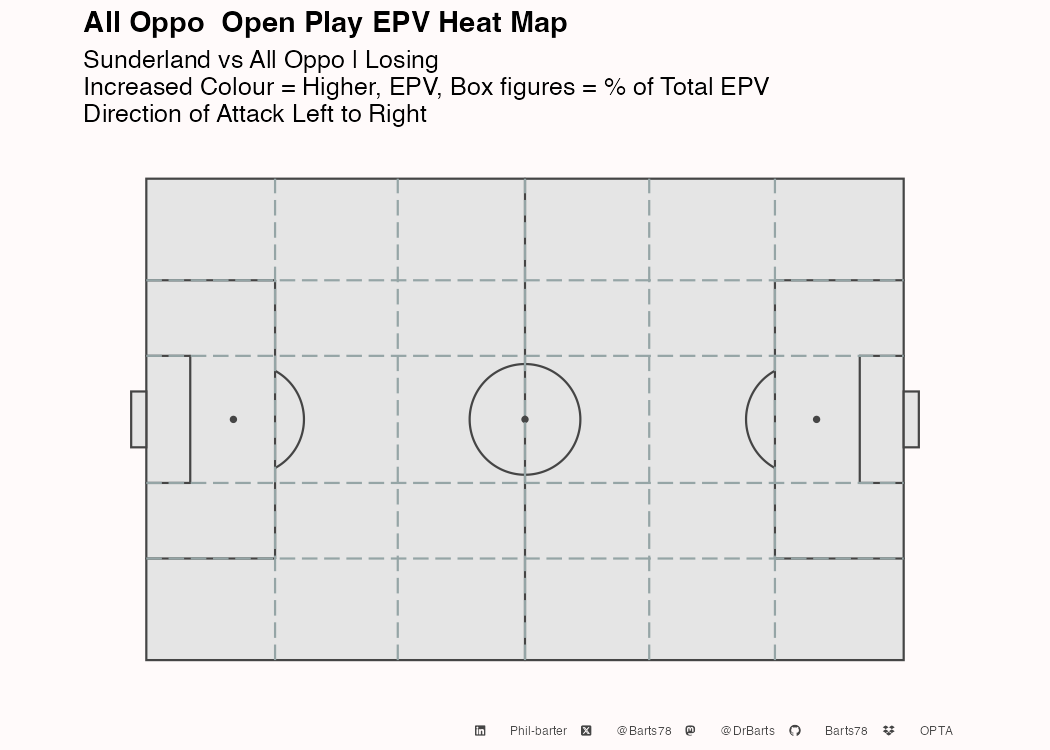 All Oppo  Open Play EPV Heat Map
Sunderland vs All Oppo | Losing
Increased Colour = Higher, EPV, Box figures = % of Total EPV
Direction of Attack Left to Right
Phil-barter @Barts78 @DrBarts Barts78 OPTA